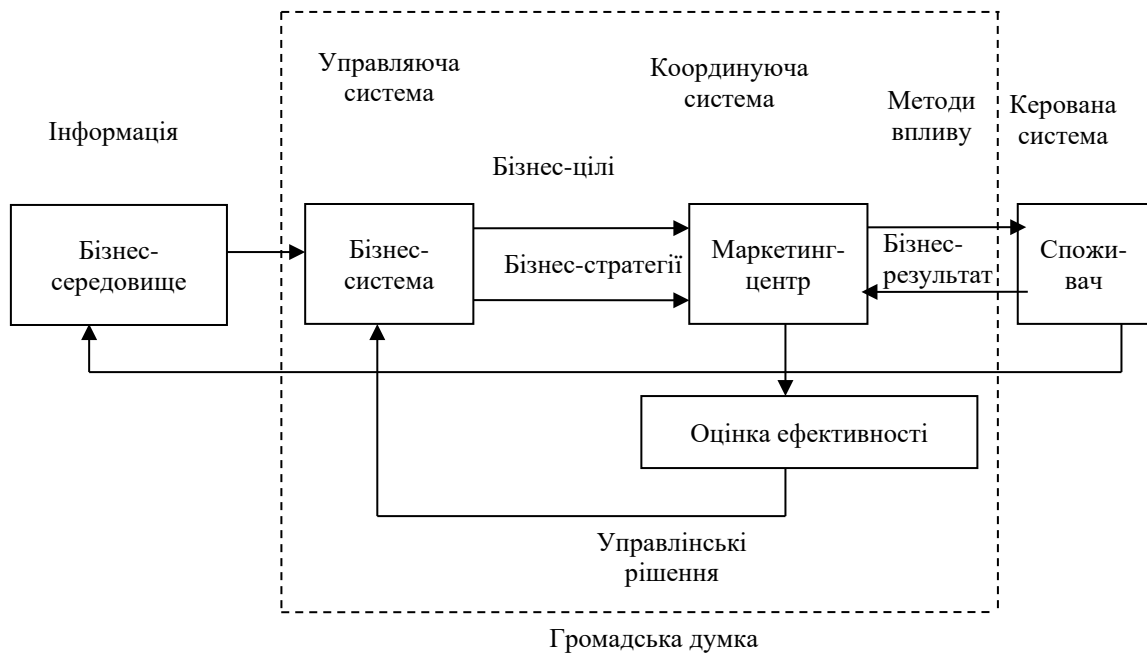 Управляюча
система
Координуюча
система
Методи
впливу
Керована
система
Інформація
Бізнес-цілі
Бізнес-
середовище
Бізнес-
система
Бізнес-стратегії
Маркетинг-
центр
Бізнес-
результат
Спожи-
вач
Оцінка ефективності
Управлінські
рішення
Громадська думка